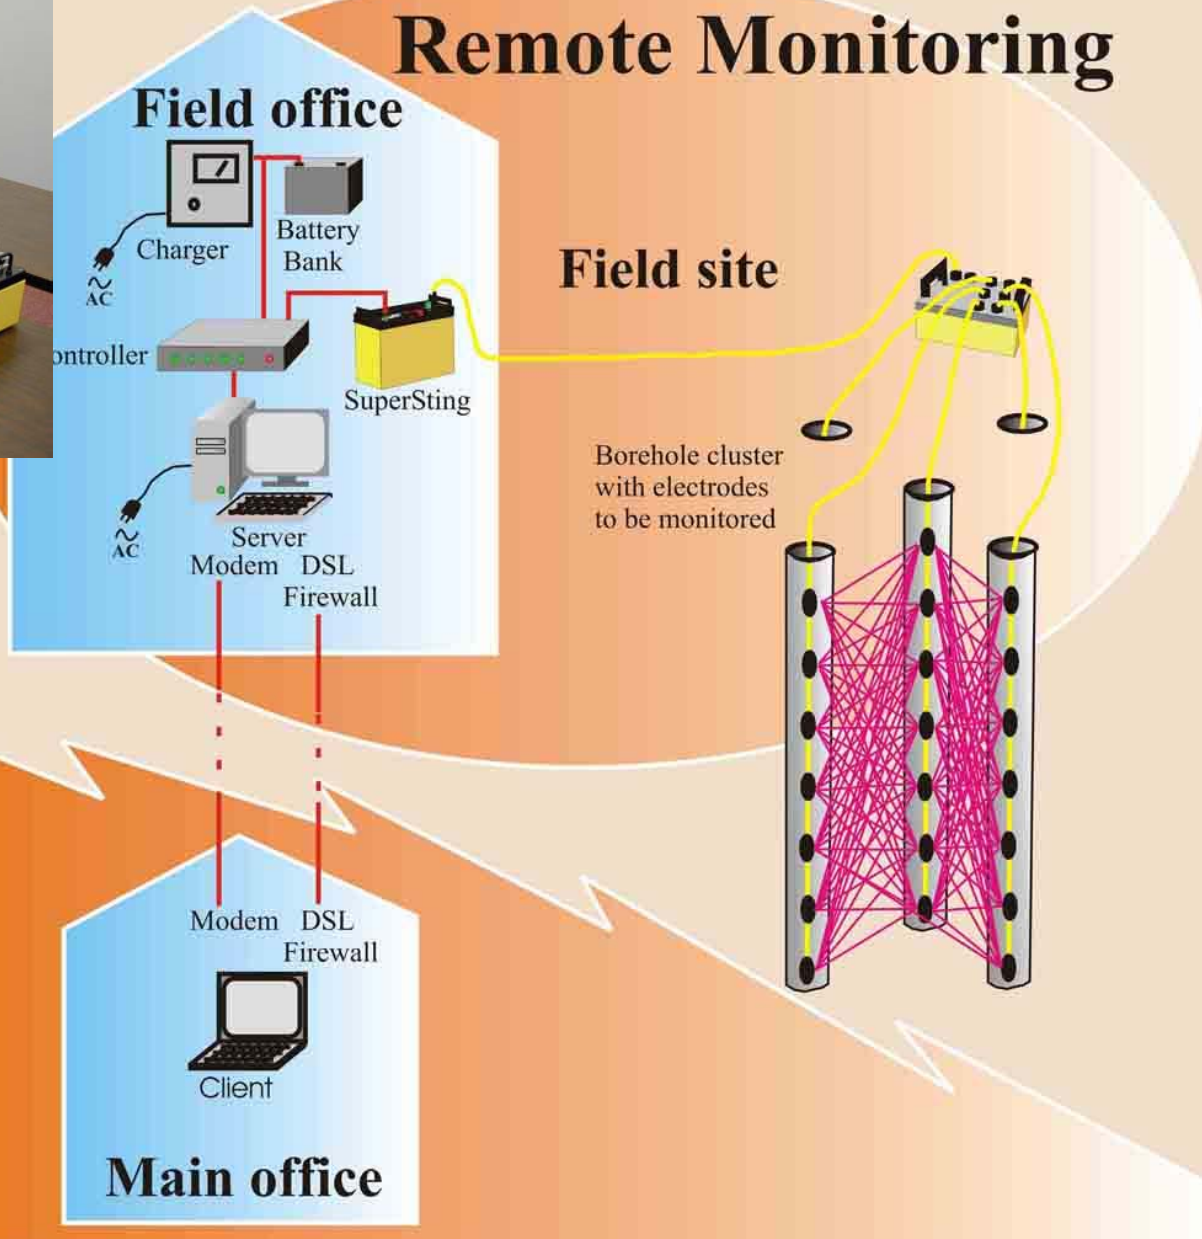 Remote Monitoring
Field office
Charger
Battery
Bank
AC
Field site
ontroller
SuperSting
Borehole cluster
with electrodes
to be monitored
AC
Server
Modem DSL
Firewall
Modem DSL
Firewall
Client
Main office